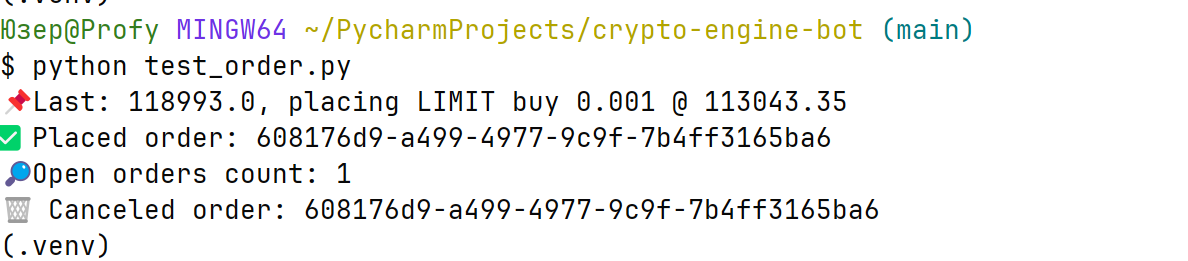 (.venv)
Юзер@Profy MINGW64 ~/PycharmProjects/crypto-engine-bot (main)
$ python test_order.py
📌Last: 118993.0, placing LIMIT buy 0.001 @ 113043.35
✅ Placed order: 608176d9-a499-4977-9c9f-7b4ff3165ba6
🔎Open orders count: 1
🗑 Canceled order: 608176d9-a499-4977-9c9f-7b4ff3165ba6
(.venv)